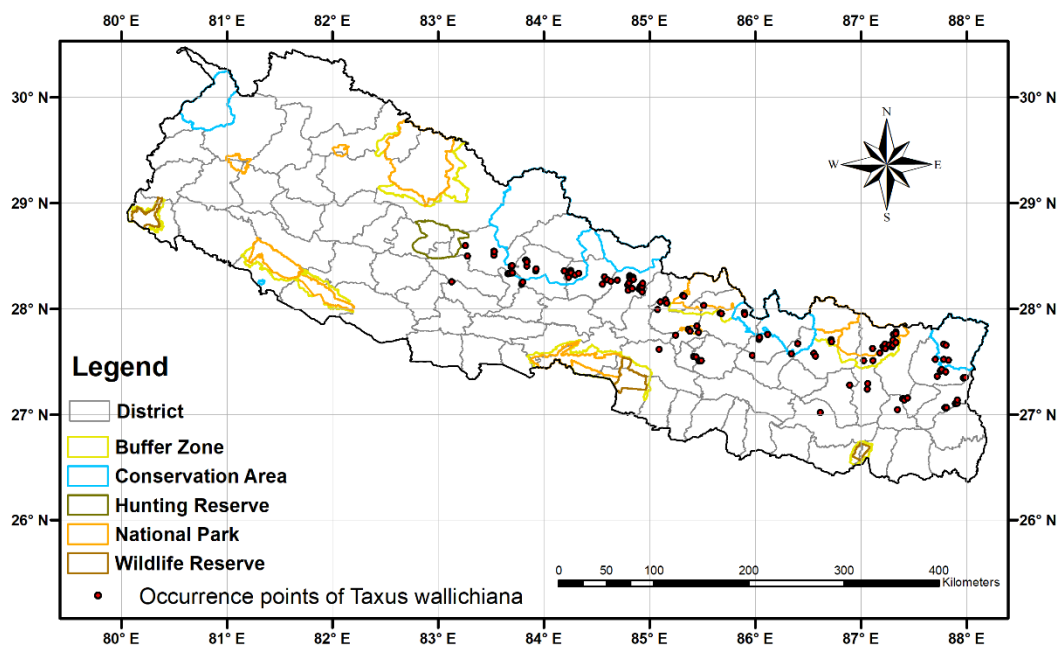 80° E 81° E 82° E 83° E 84° E 85° E 86° E 87° E 88° E
30° N 30° N
29° N 29° N
28° N 28° N
27° N 27° N
26° N 26° N
N
W E
S
Legend
District
Buffer Zone
Conservation Area
Hunting Reserve
National Park
Wildlife Reserve
Occurrence points of Taxus wallichiana
0 50 100 200 300 400
Kilometers
80° E 81° E 82° E 83° E 84° E 85° E 86° E 87° E 88° E